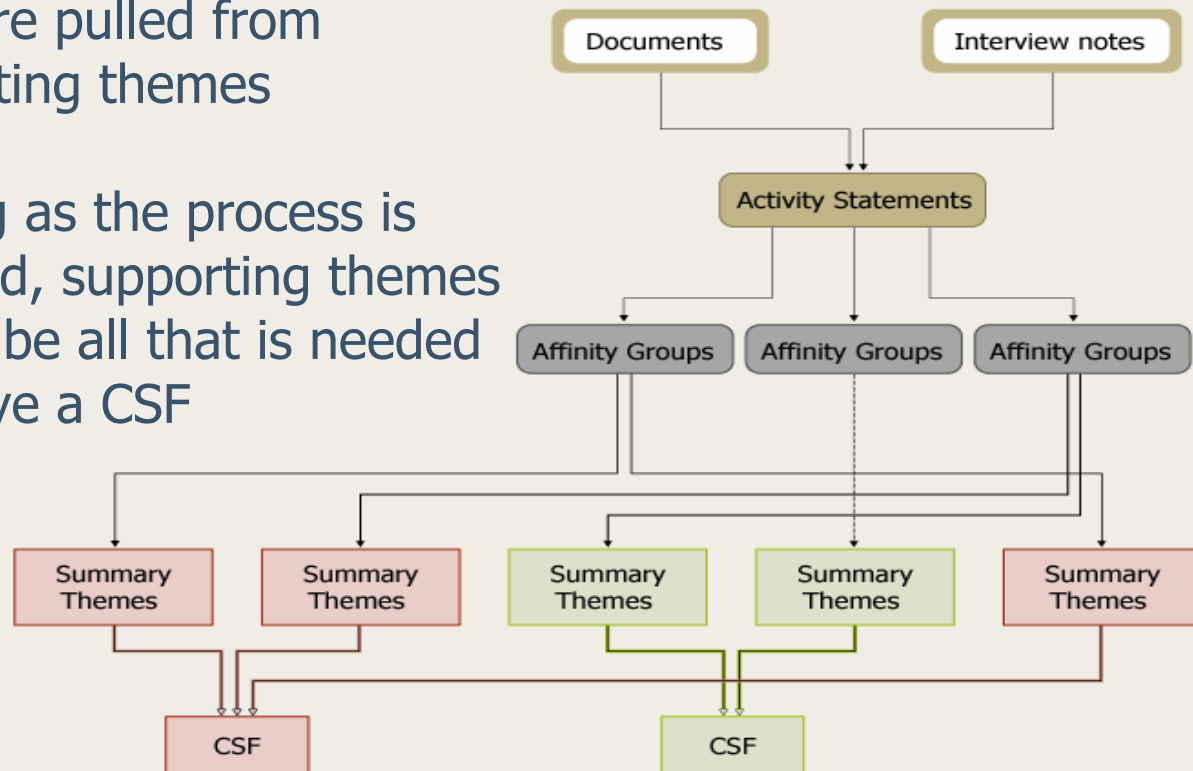 re pulled from
ting themes
g as the process is
d, supporting themes
be all that is needed
ve a CSF
Documents
Interview notes
Activity Statements
Affinity Groups
Affinity Groups
Affinity Groups
Summary
Themes
Summary
Themes
Summary
Themes
Summary
Themes
Summary
Themes
CSF
CSF